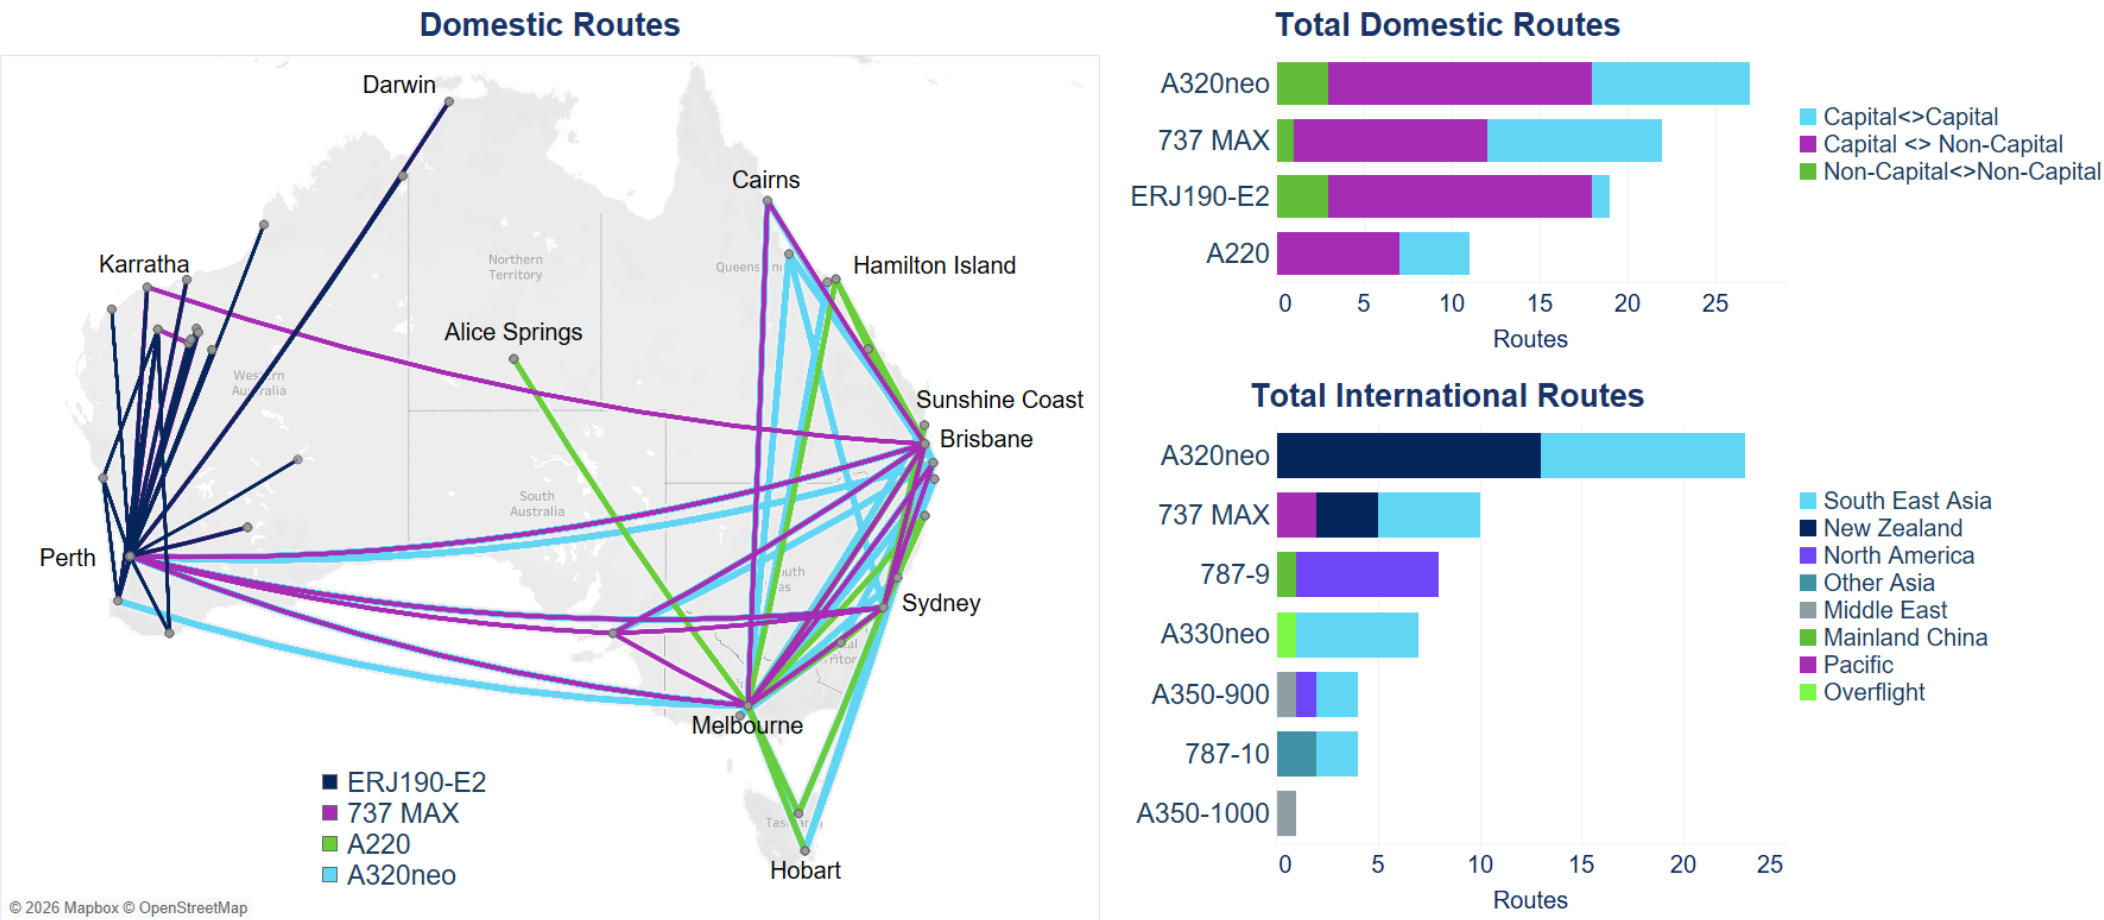 Domestic Routes
Darwin
Cairns
Karratha
Hamilton Island
Northern
Territory
Queens
Alice Springs
Western
Australia
Sunshine Coast
Brisbane
South
Australia
Perth
Sydney
Melbourne
Hobart
ERJ190-E2
737 MAX
A220
A320neo
© 2026 Mapbox © OpenStreetMap
Total Domestic Routes
A320neo
737 MAX
ERJ190-E2
A220
0 5 10 15 20 25
Routes
Capital<>Capital
Capital <> Non-Capital
Non-Capital<>Non-Capital
Total International Routes
A320neo
737 MAX
787-9
A330neo
A350-900
787-10
A350-1000
0 5 10 15 20 25
Routes
South East Asia
New Zealand
North America
Other Asia
Middle East
Mainland China
Pacific
Overflight